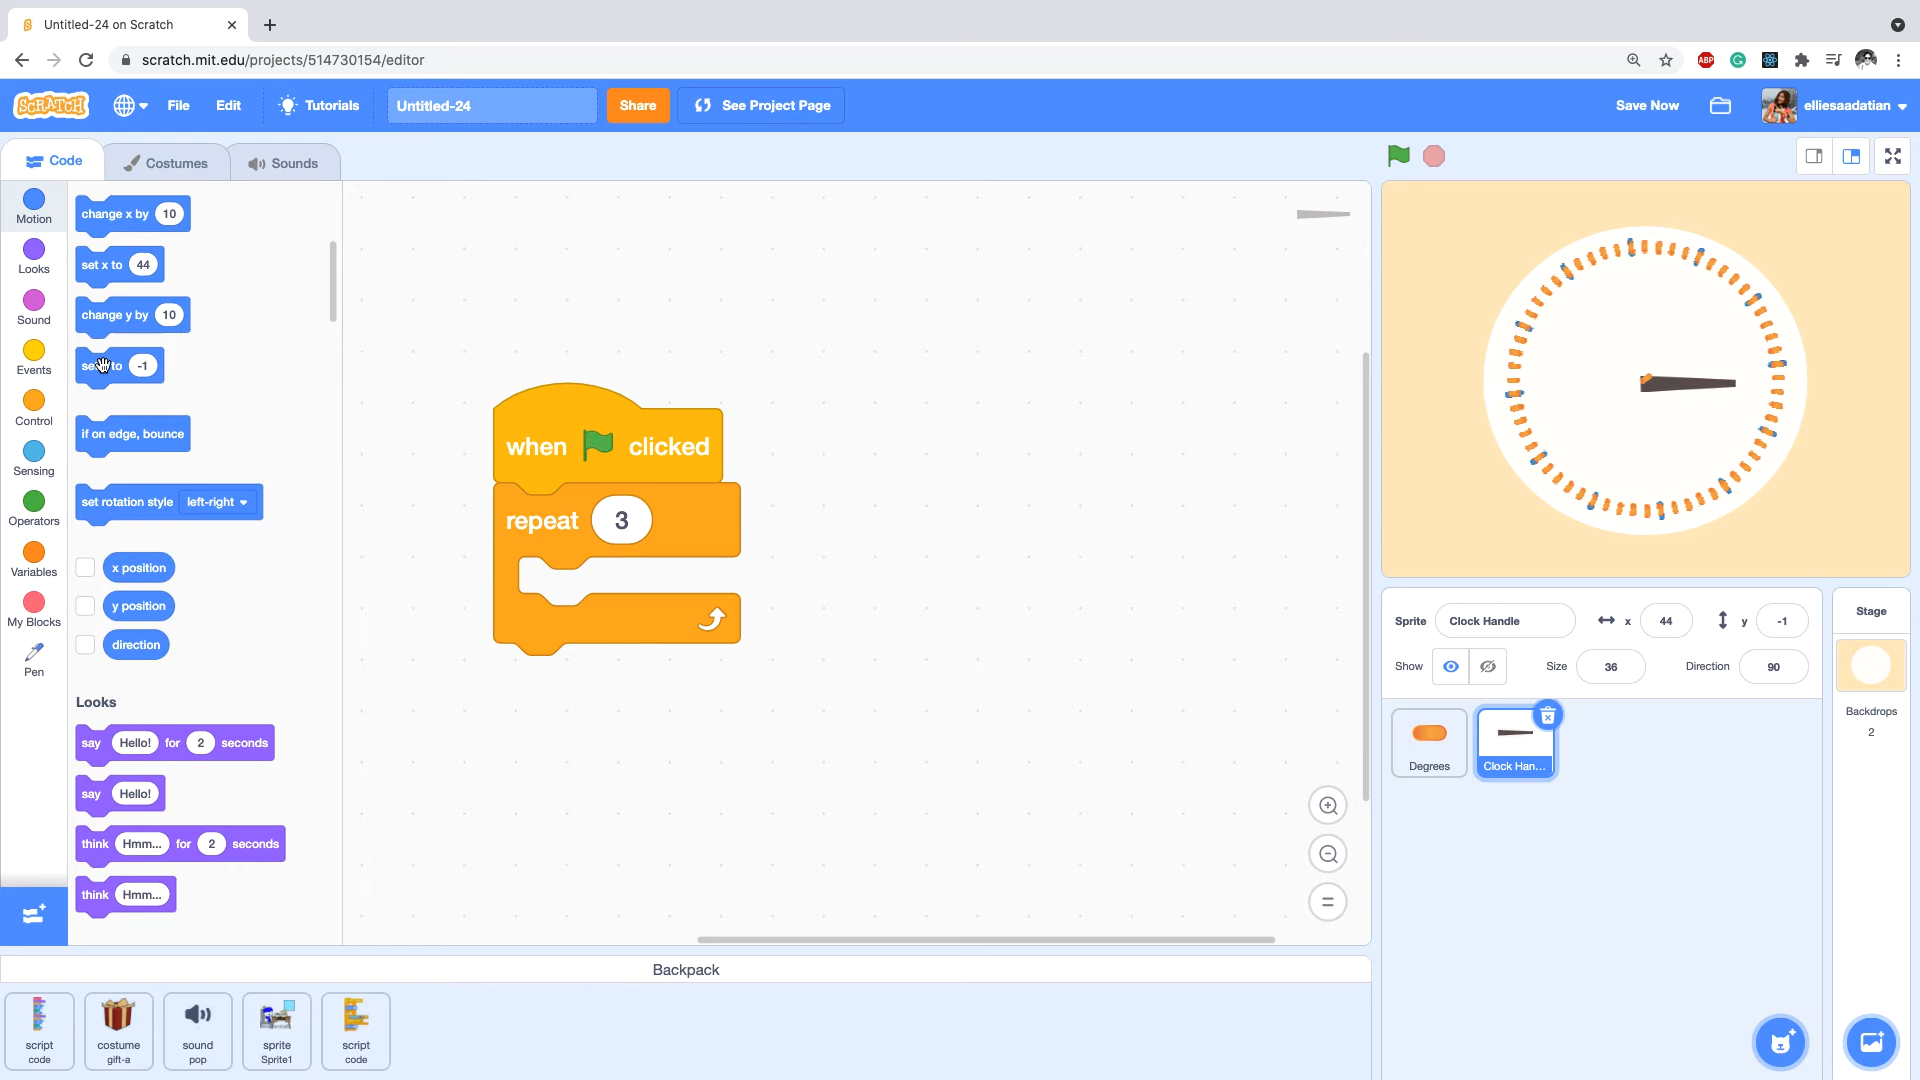 Untitled-24 on Scratch
scratch.mit.edu/projects/514730154/editor
ABP
SCRATCH
File
Edit
Tutorials
Untitled-24
Share
See Project Page
Save Now
elliesaadatian
Code
Costumes
Sounds
Motion
Looks
Sound
Events
Control
Sensing
Operators
Variables
My Blocks
Pen
change x by 10
set x to 44
change y by 10
to -1
if on edge, bounce
set rotation style left-right
x position
y position
direction
Looks
say Hello! for 2 seconds
say Hello!
think Hmm... for 2 seconds
think Hmm...
when clicked
repeat 3
Sprite Clock Handle x 44 y -1
Show Size 36 Direction 90
Degrees
Clock Han...
Stage
Backdrops
2
Backpack
script
code
costume
gift-a
sound
pop
sprite
Sprite1
script
code